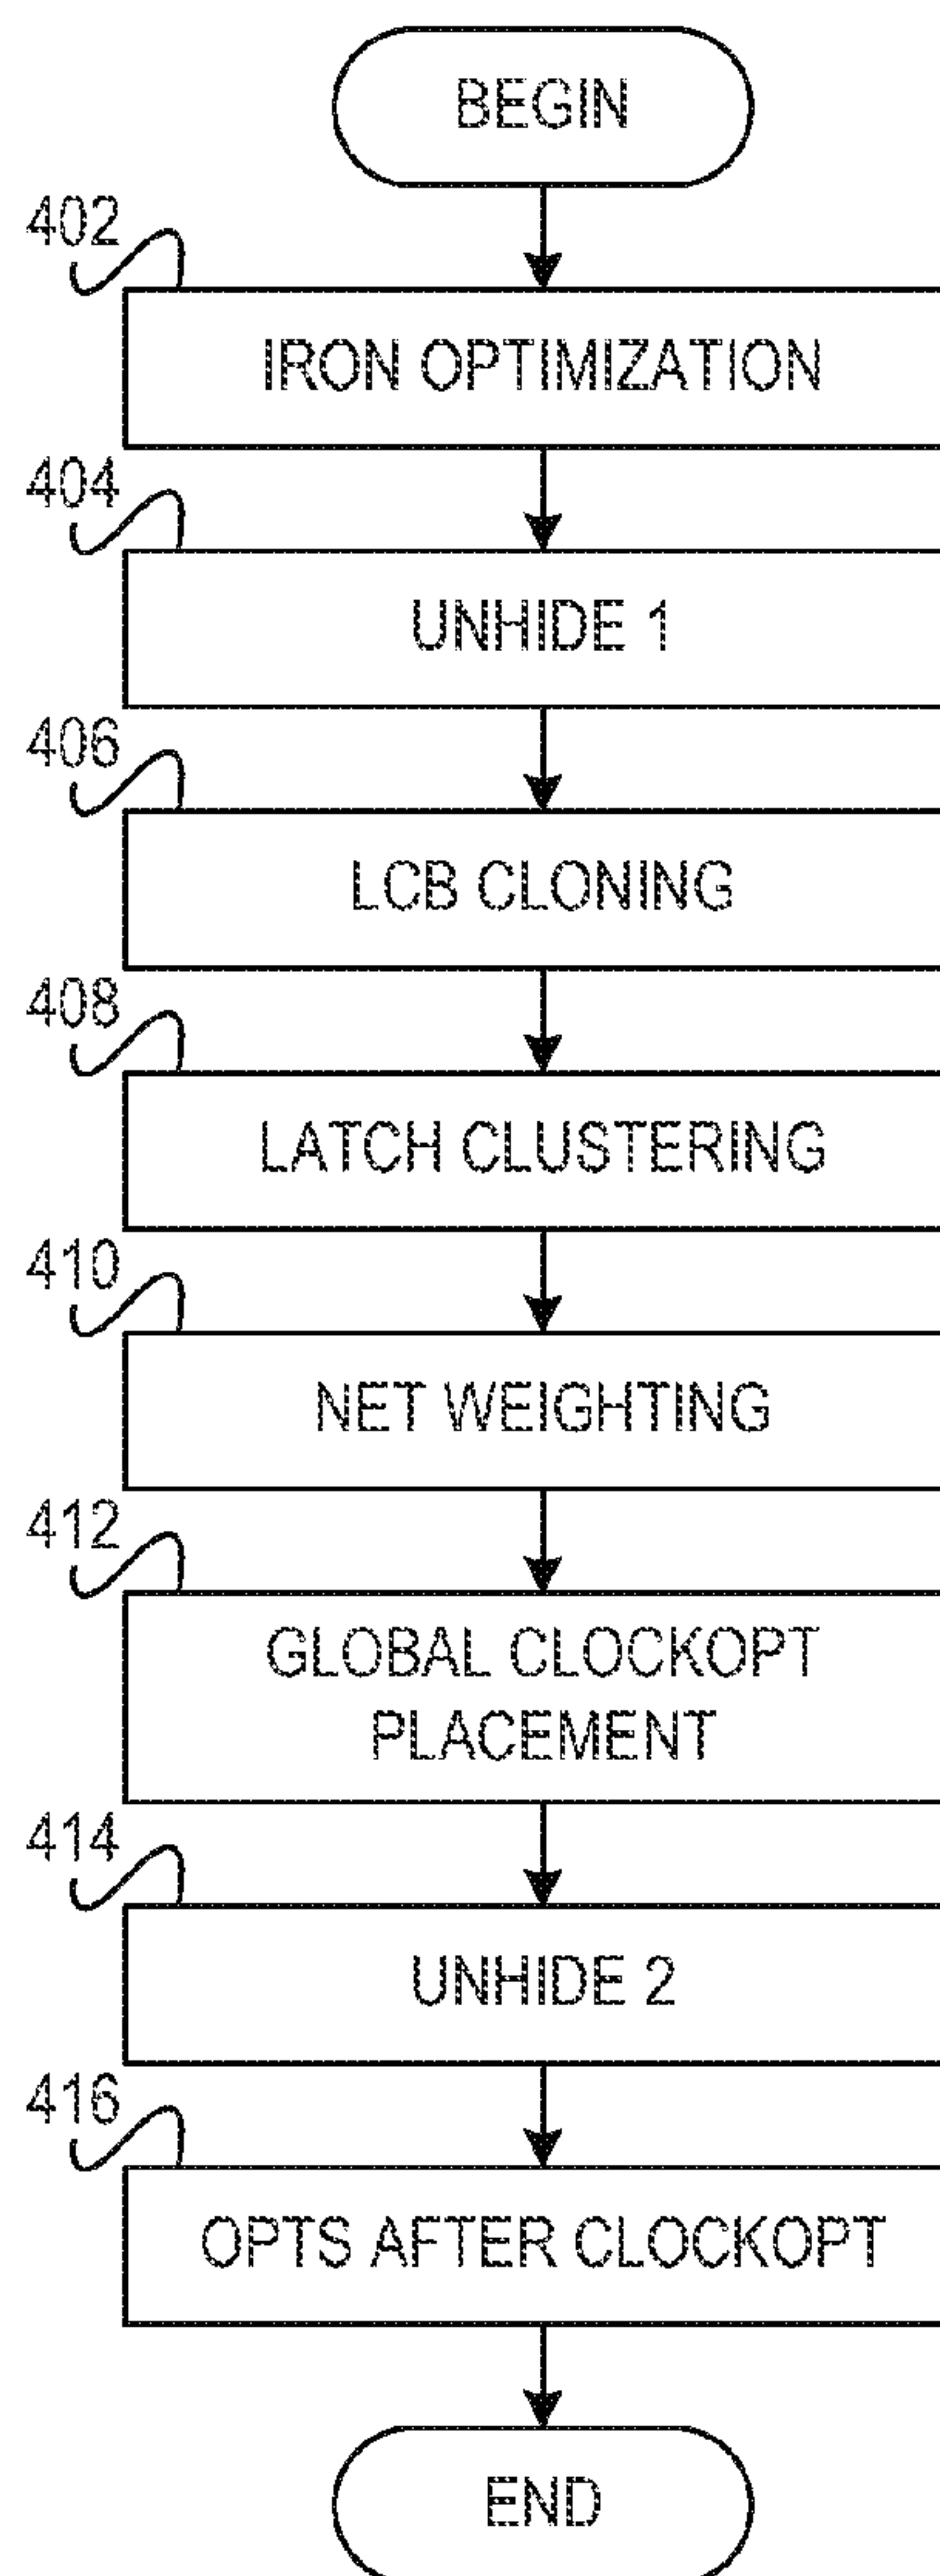 BEGIN
402
IRON OPTIMIZATION
404
UNHIDE 1
406
LCB CLONING
408
LATCH CLUSTERING
410
NET WEIGHTING
412
GLOBAL CLOCKOPT
PLACEMENT
414
UNHIDE 2
416
OPTS AFTER CLOCKOPT
END